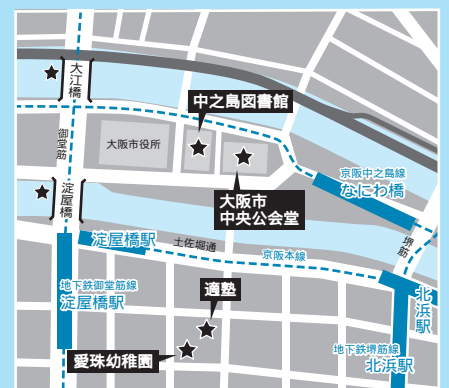 大江橋
中之島図書館
御堂筋
大阪市役所
京阪中之島線
なにわ橋
淀屋橋
大阪市
中央公会堂
淀屋橋駅
土佐堀通
京阪本線
堺筋
地下鉄御堂筋線
淀屋橋駅
適塾
北浜駅
愛珠幼稚園
地下鉄堺筋線
北浜駅